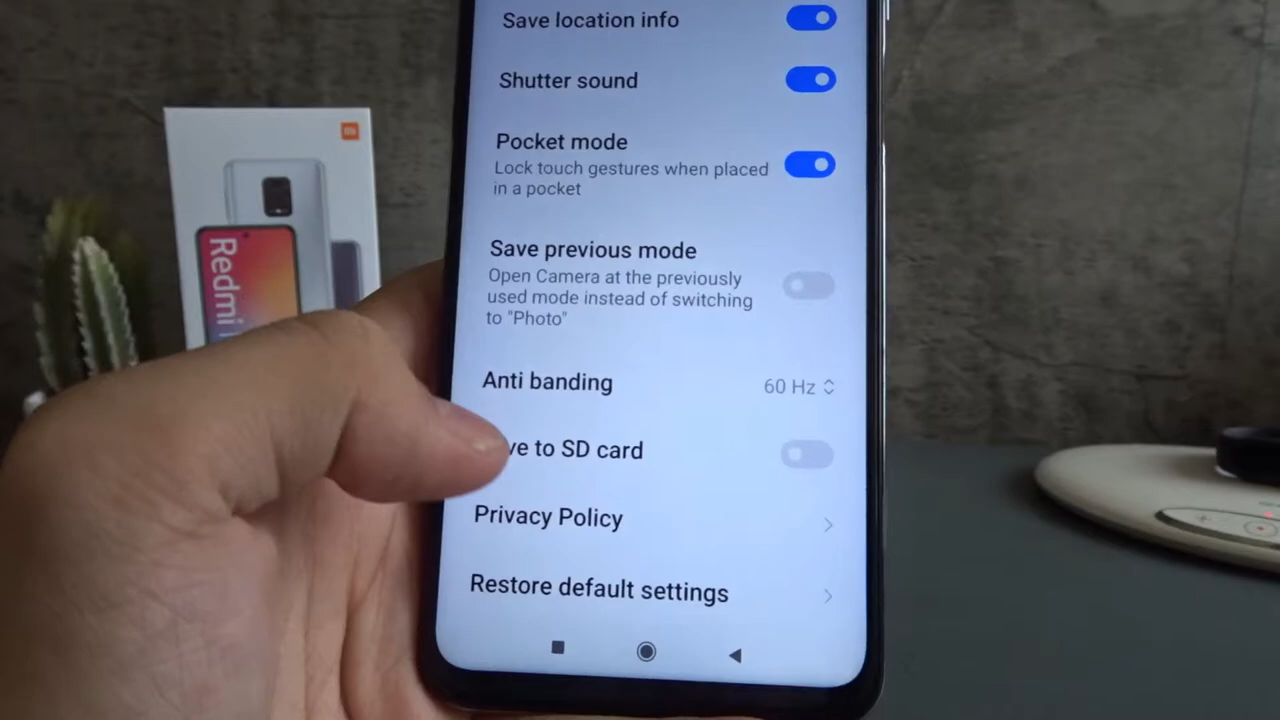 Save location info
Shutter sound
Pocket mode
Lock touch gestures when placed
in a pocket
Save previous mode
Open Camera at the previously
used mode instead of switching
to "Photo"
Anti banding
60 Hz
to SD card
Privacy Policy
Restore default settings
Redmi